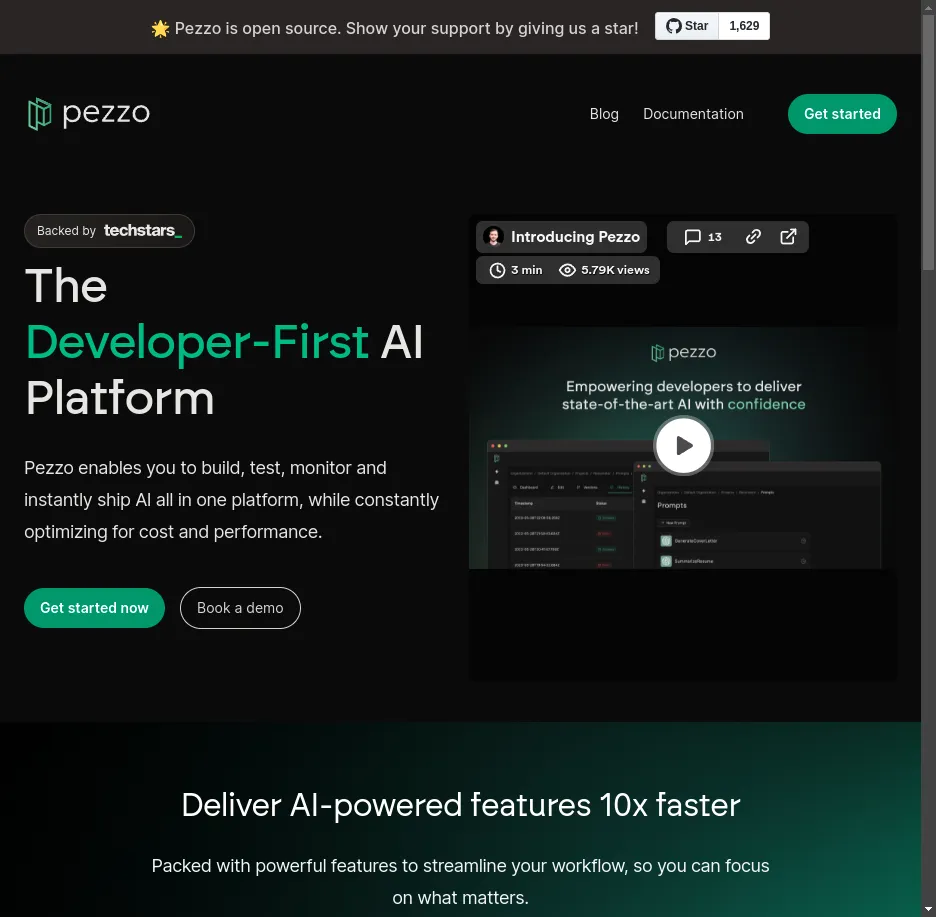 🌟 Pezzo is open source. Show your support by giving us a star!
Star
1,629
pezzo
Blog
Documentation
Get started
Backed by techstars_
The
Developer-First AI
Platform
Pezzo enables you to build, test, monitor and
instantly ship AI all in one platform, while constantly
optimizing for cost and performance.
Get started now
Book a demo
Introducing Pezzo
13
3 min
5.79K views
pezzo
Empowering developers to deliver
state-of-the-art AI with confidence
Prompts
Deliver AI-powered features 10x faster
Packed with powerful features to streamline your workflow, so you can focus
on what matters.